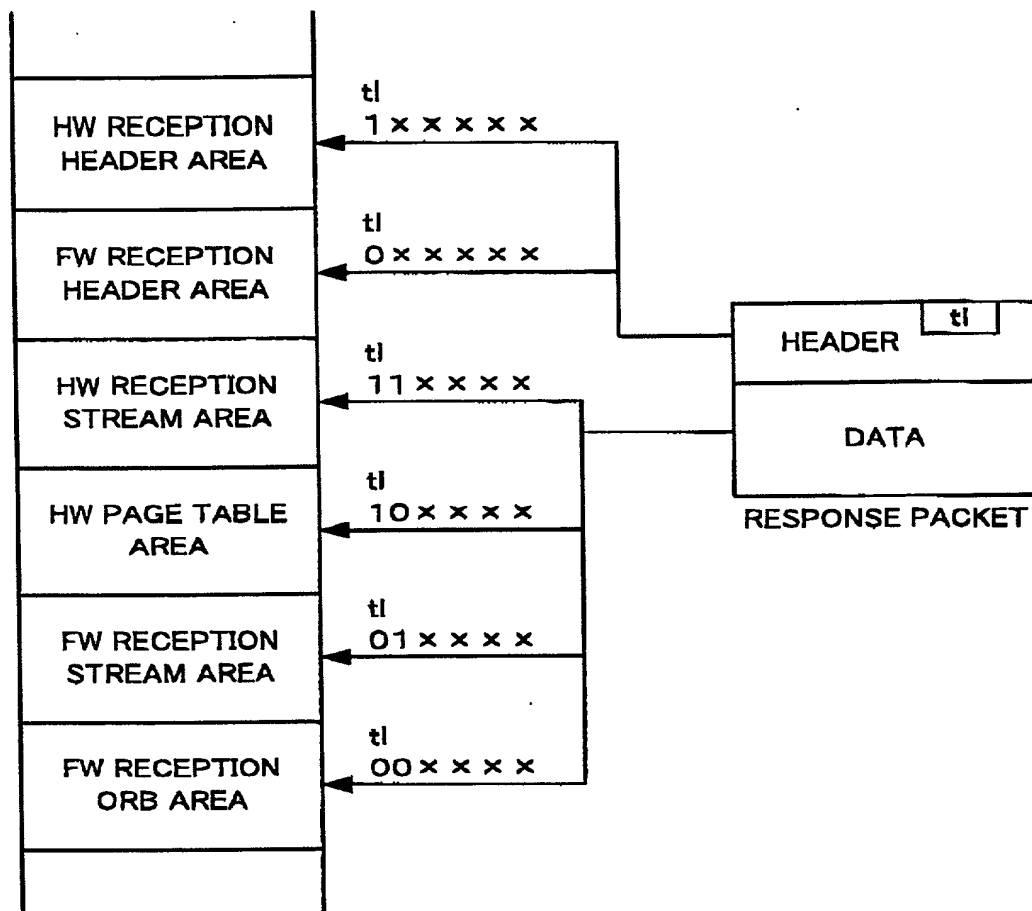 tl
1×××××
HW RECEPTION
HEADER AREA
tl
0×××××
FW RECEPTION
HEADER AREA
tl
HEADER
tl
11××××
HW RECEPTION
STREAM AREA
DATA
tl
10××××
HW PAGE TABLE
AREA
RESPONSE PACKET
tl
01××××
FW RECEPTION
STREAM AREA
tl
00××××
FW RECEPTION
ORB AREA